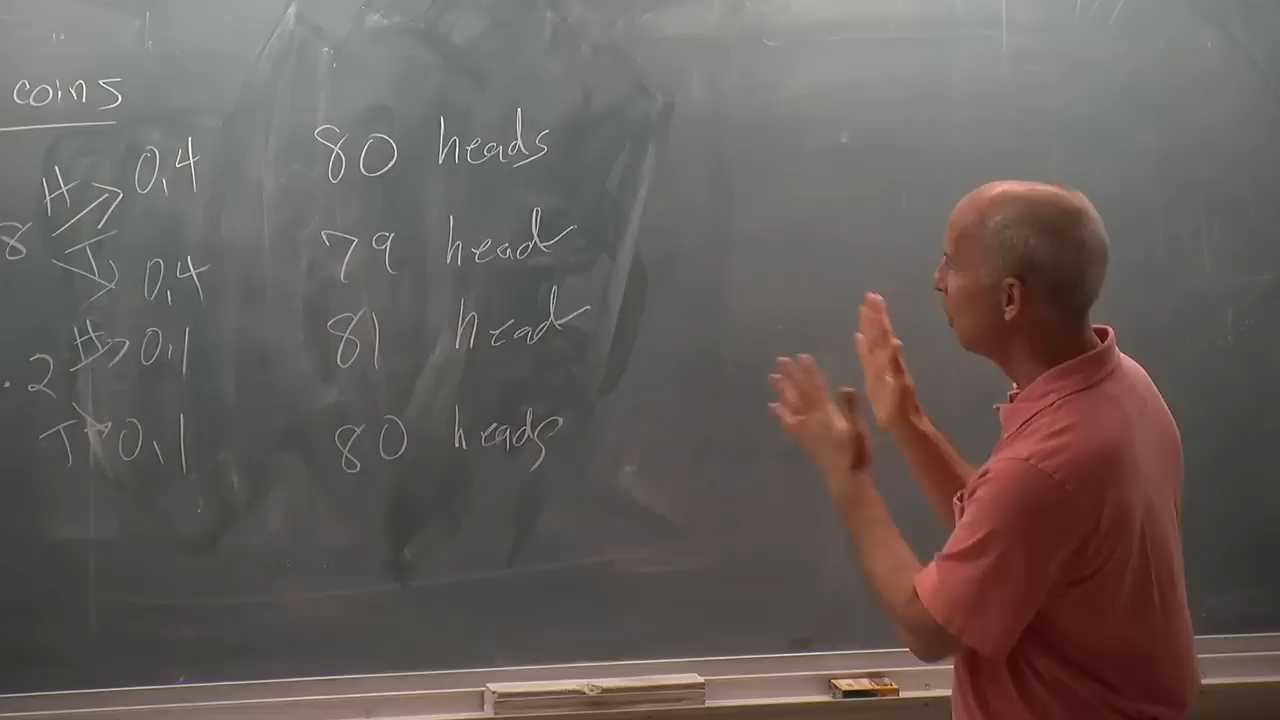 coins
H 0,4 80 heads
8
T 0,4 79 head
H 0,1 81 head
.2
T 0,1 80 heads